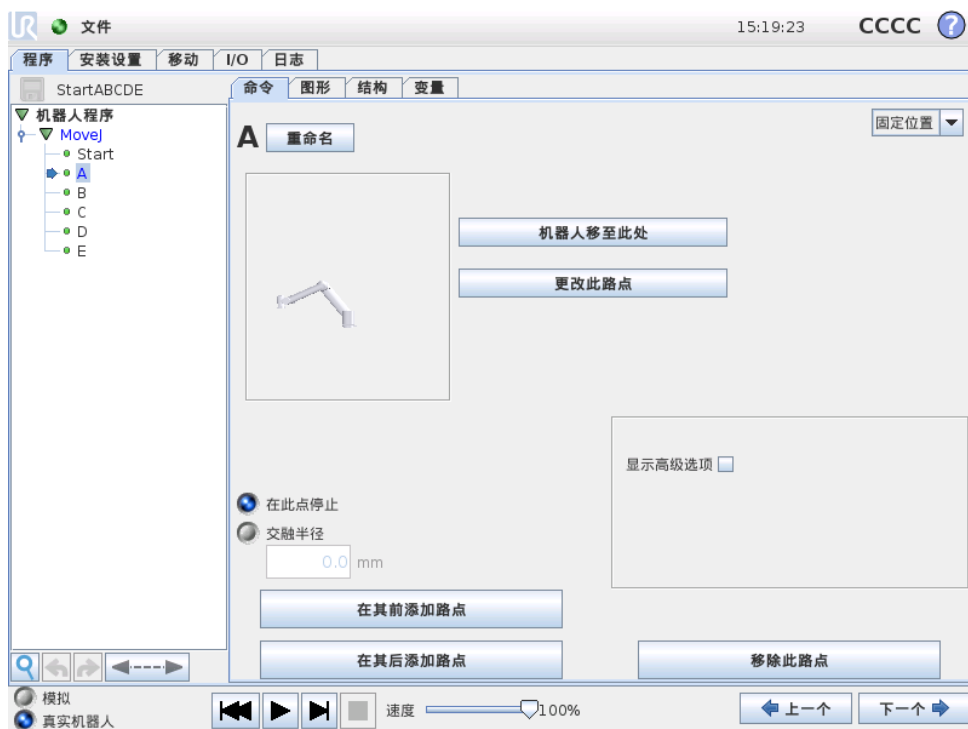 UR 文件 15:19:23 CCCC ?
程序 安装设置 移动 I/O 日志
StartABCDE
命令 图形 结构 变量
机器人程序
MoveJ
Start
A
B
C
D
E
A 重命名
固定位置
机器人移至此处
更改此路点
显示高级选项
在此点停止
交融半径
0.0 mm
在其前添加路点
在其后添加路点
移除此路点
模拟
真实机器人
速度 100%
上一个
下一个